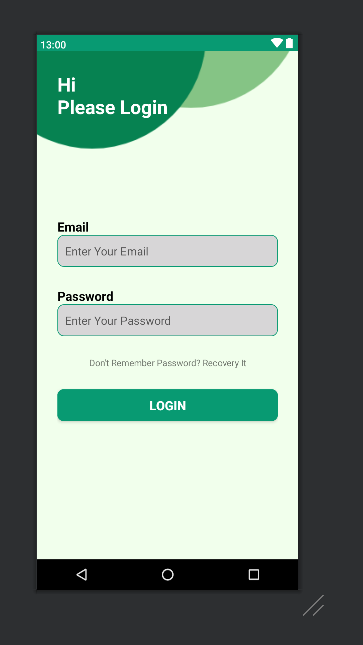 13:00
Hi
Please Login
Email
Enter Your Email
Password
Enter Your Password
Don't Remember Password? Recovery It
LOGIN